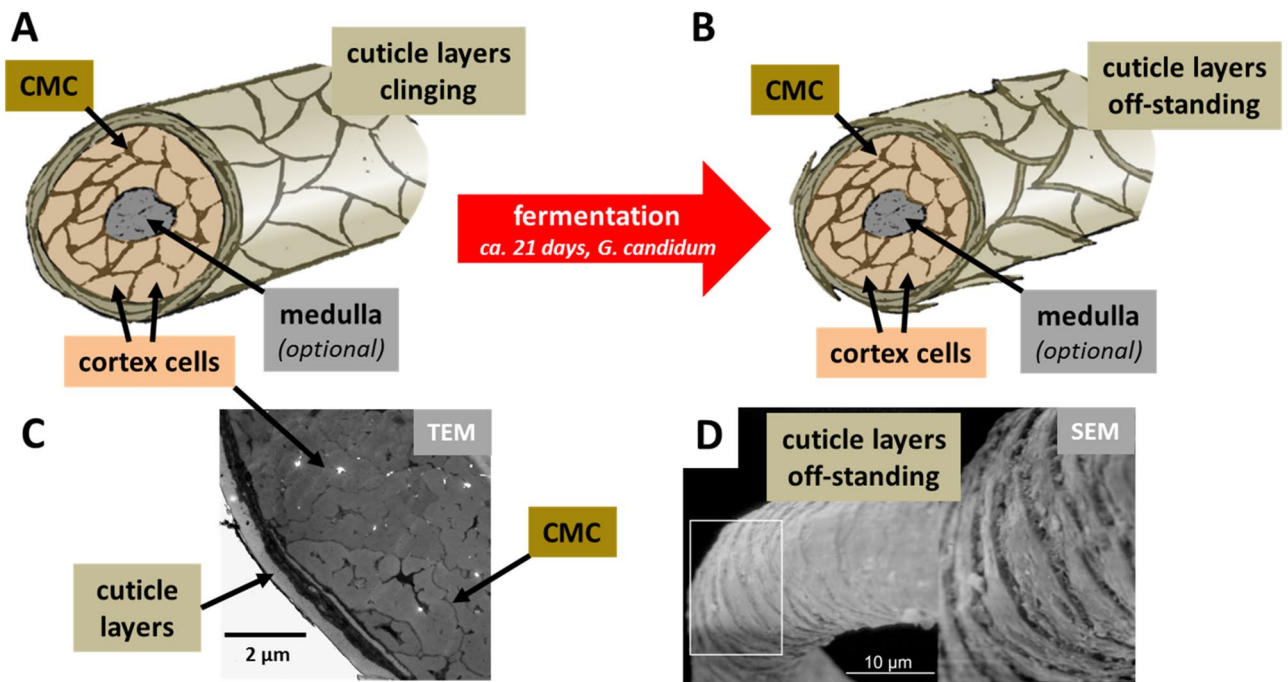 A
cuticle layers
clinging
CMC
medulla
(optional)
cortex cells
fermentation
ca. 21 days, G. candidum
B
cuticle layers
off-standing
CMC
medulla
(optional)
cortex cells
C
TEM
CMC
cuticle
layers
2 µm
D
cuticle layers
off-standing
SEM
10 µm